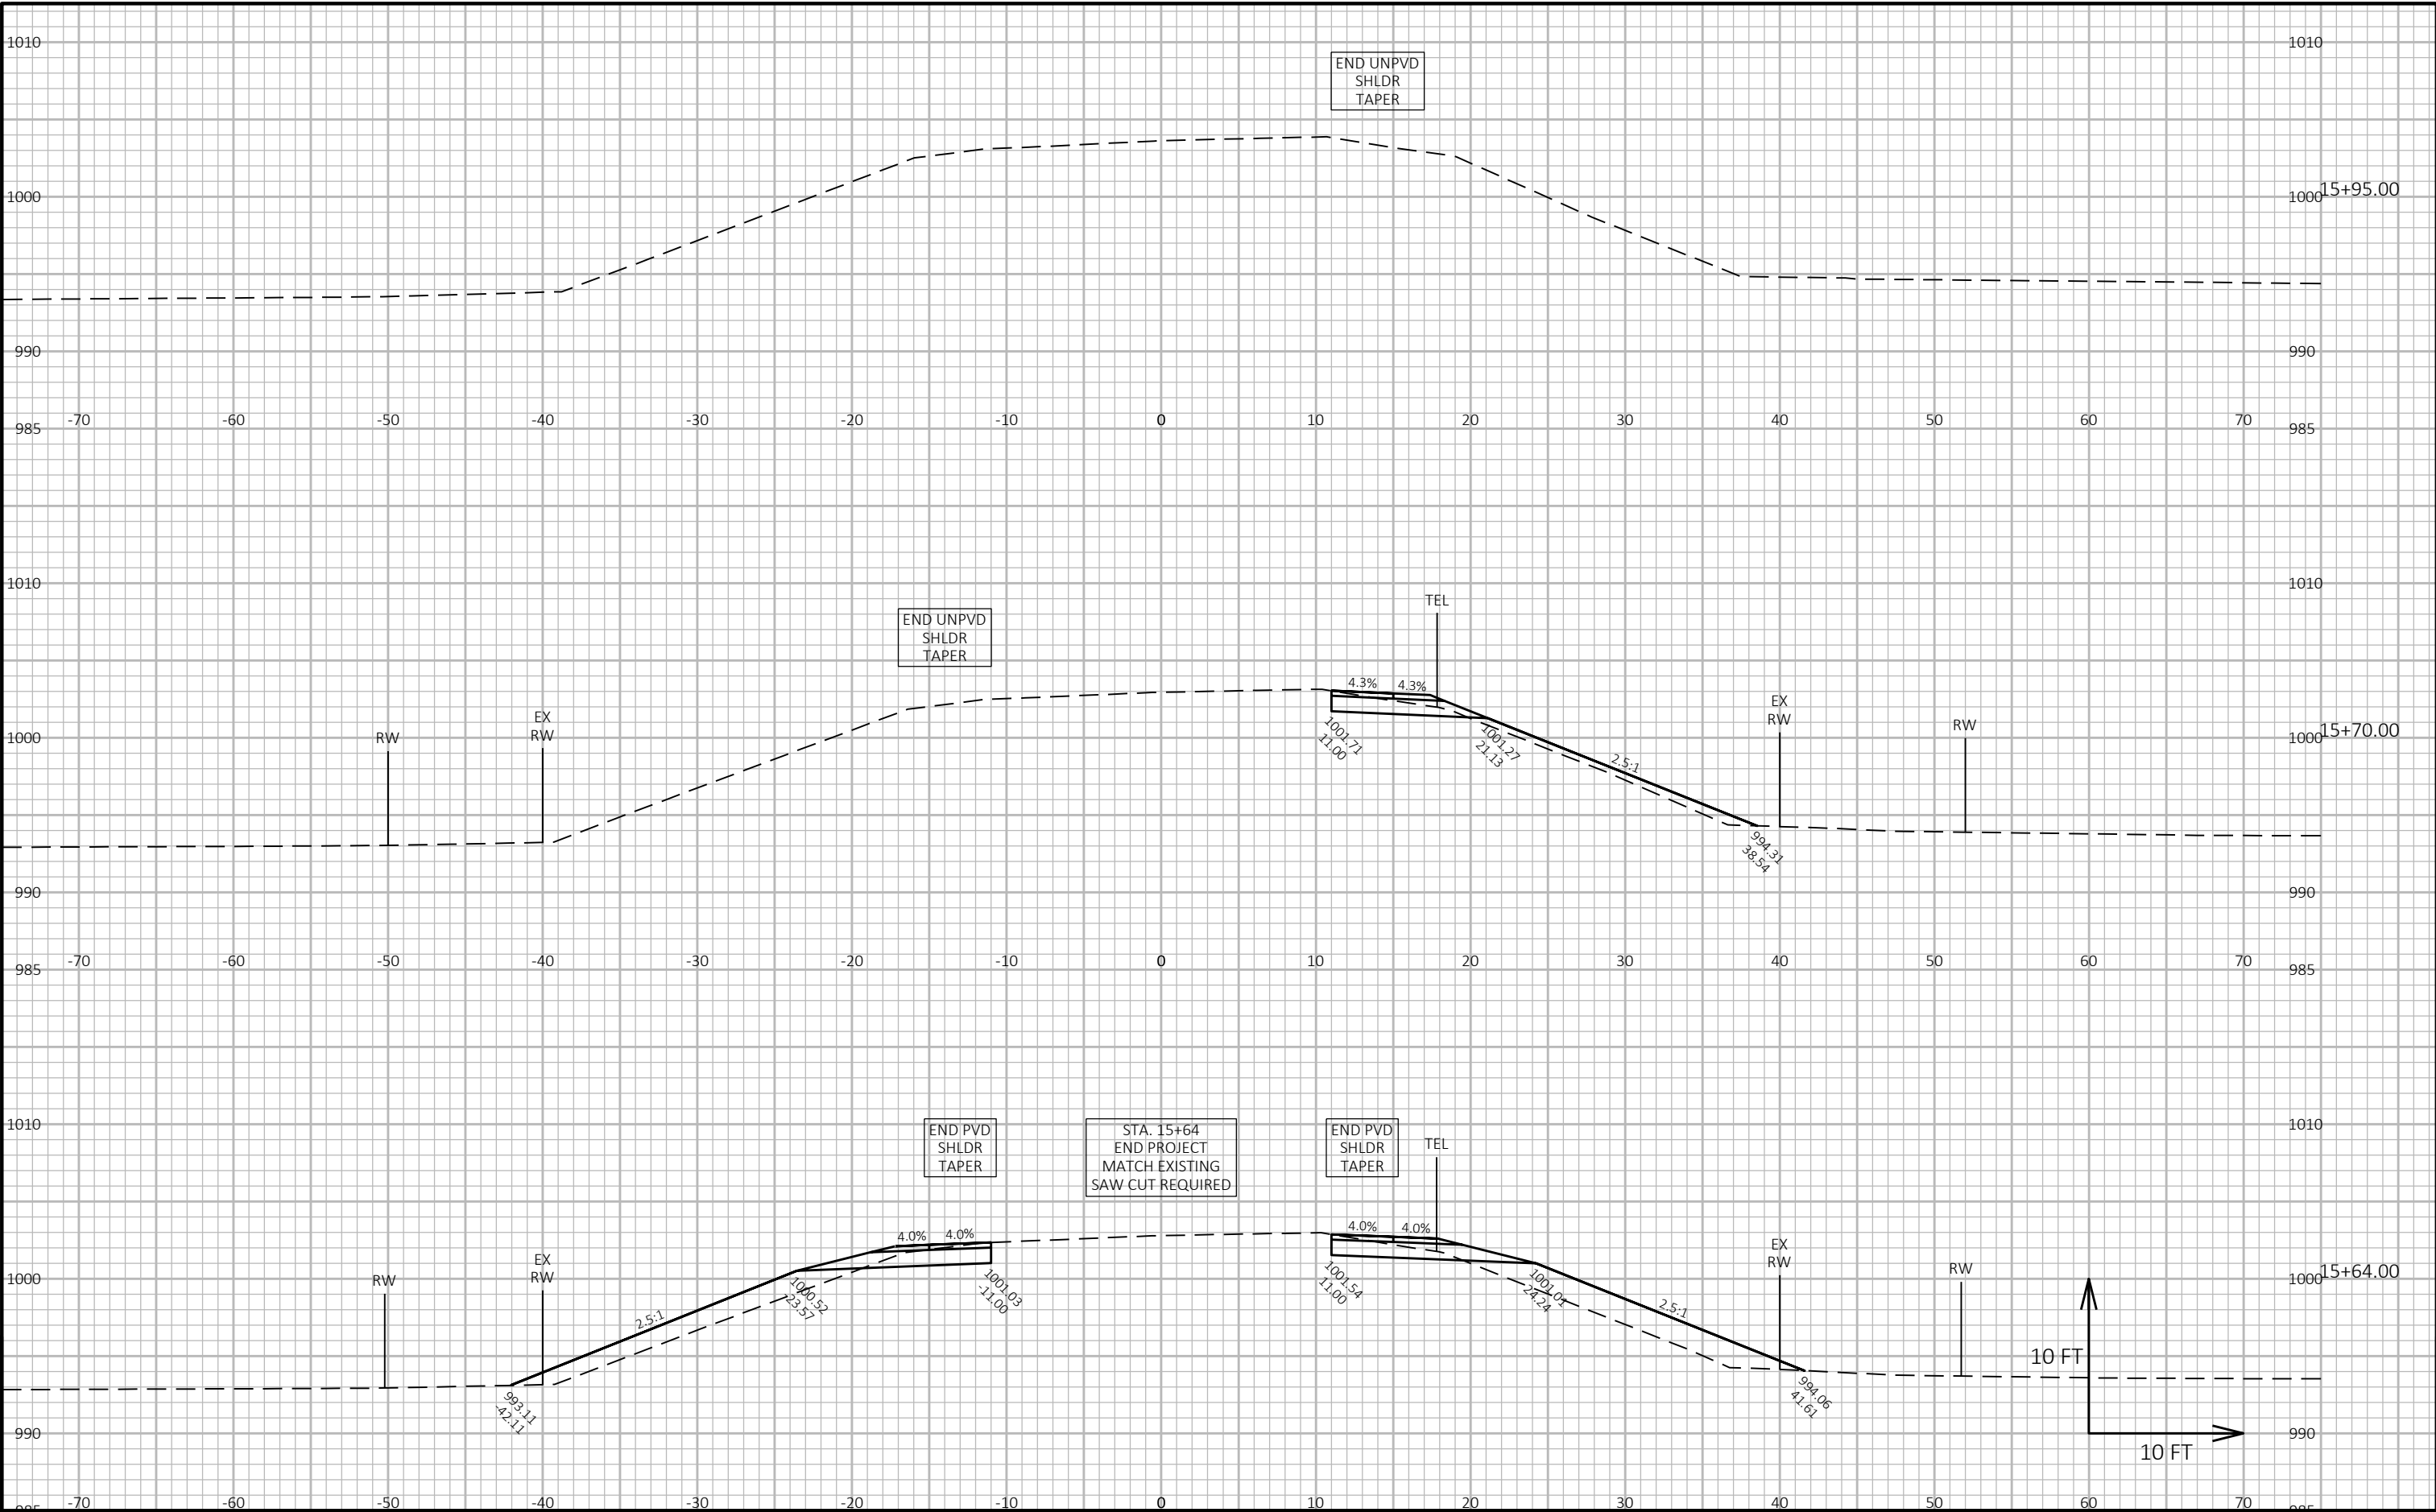 1010
1010
END UNPVD
SHLDR
TAPER
1000
1000
15+95.00
990
990
-70 -60 -50 -40 -30 -20 -10 0 10 20 30 40 50 60 70
985
985
1010
1010
TEL
END UNPVD
SHLDR
TAPER
4.3%
4.3%
EX
RW
RW
EX
RW
RW
1000
1000
15+70.00
1001.71
11.00
1001.27
21.13
2.5:1
994.31
38.54
990
990
-70 -60 -50 -40 -30 -20 -10 0 10 20 30 40 50 60 70
985
985
1010
1010
END PVD
SHLDR
TAPER
STA. 15+64
END PROJECT
MATCH EXISTING
SAW CUT REQUIRED
END PVD
SHLDR
TAPER
TEL
4.0%
4.0%
4.0%
4.0%
EX
RW
RW
EX
RW
RW
1000
1000
15+64.00
1000.52
-23.57
1001.03
-11.00
1001.54
11.00
1001.01
24.24
2.5:1
2.5:1
993.11
-42.11
994.06
41.61
10 FT
10 FT
990
990
-70 -60 -50 -40 -30 -20 -10 0 10 20 30 40 50 60 70
985
985